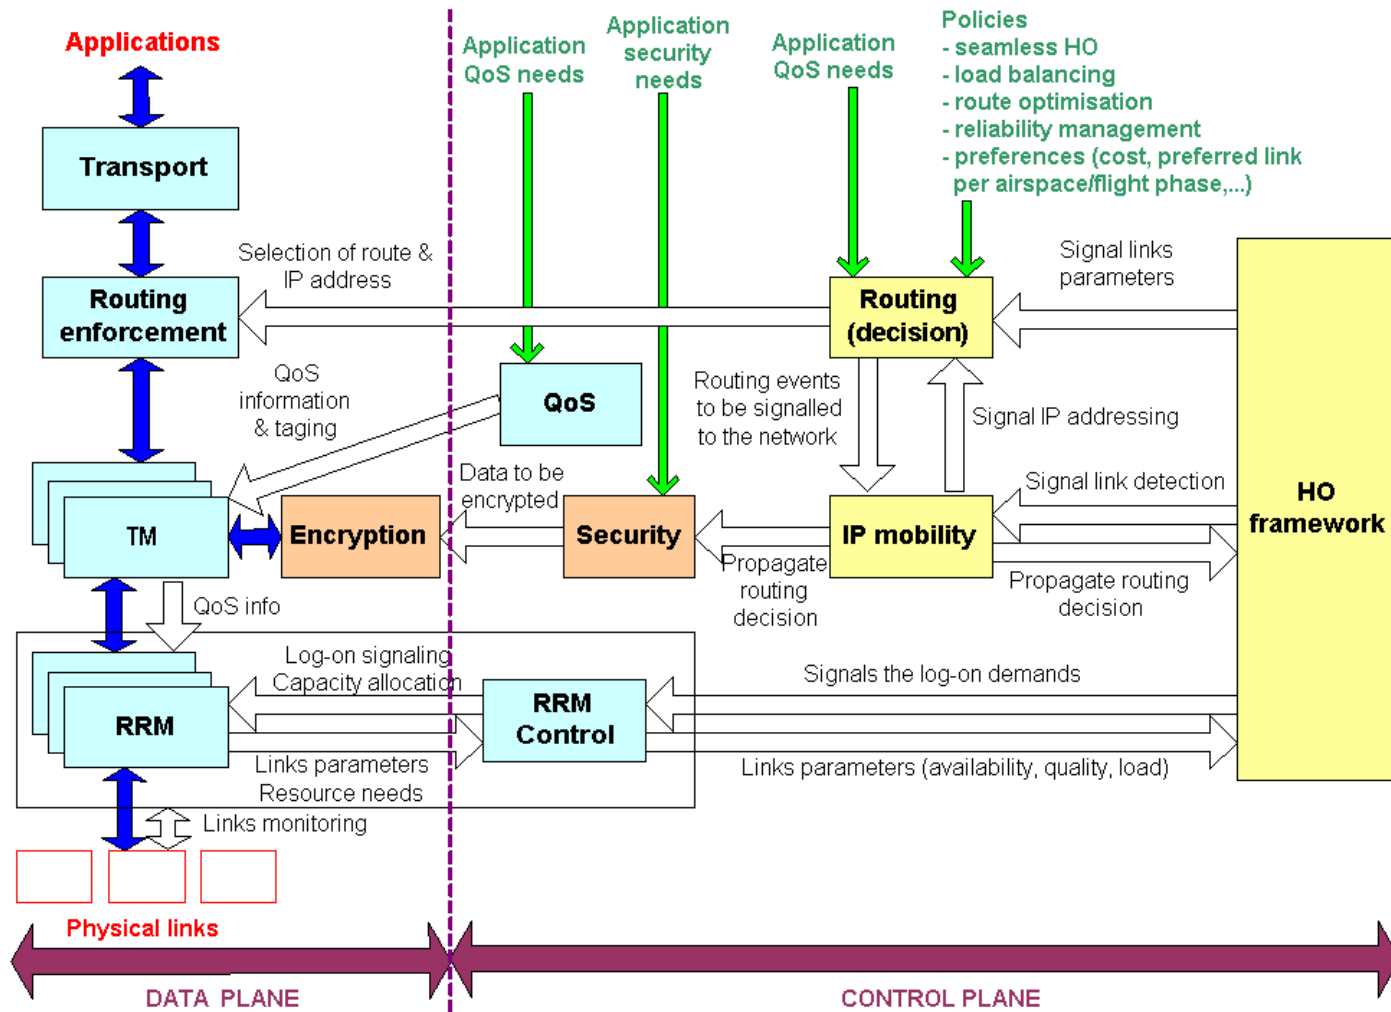 Applications
Application
QoS needs
Application
security
needs
Application
QoS needs
Policies
- seamless HO
- load balancing
- route optimisation
- reliability management
- preferences (cost, preferred link
per airspace/flight phase,...)
Transport
Selection of route &
IP address
Signal links
parameters
Routing
enforcement
Routing
(decision)
QoS
information
& taging
QoS
Routing events
to be signalled
to the network
Signal IP addressing
Data to be
encrypted
Signal link detection
HO
framework
TM
Encryption
Security
IP mobility
Propagate
routing
decision
Propagate routing
decision
QoS info
Log-on signaling
Capacity allocation
Signals the log-on demands
RRM
RRM
Control
Links parameters
Resource needs
Links parameters (availability, quality, load)
Links monitoring
Physical links
DATA PLANE
CONTROL PLANE